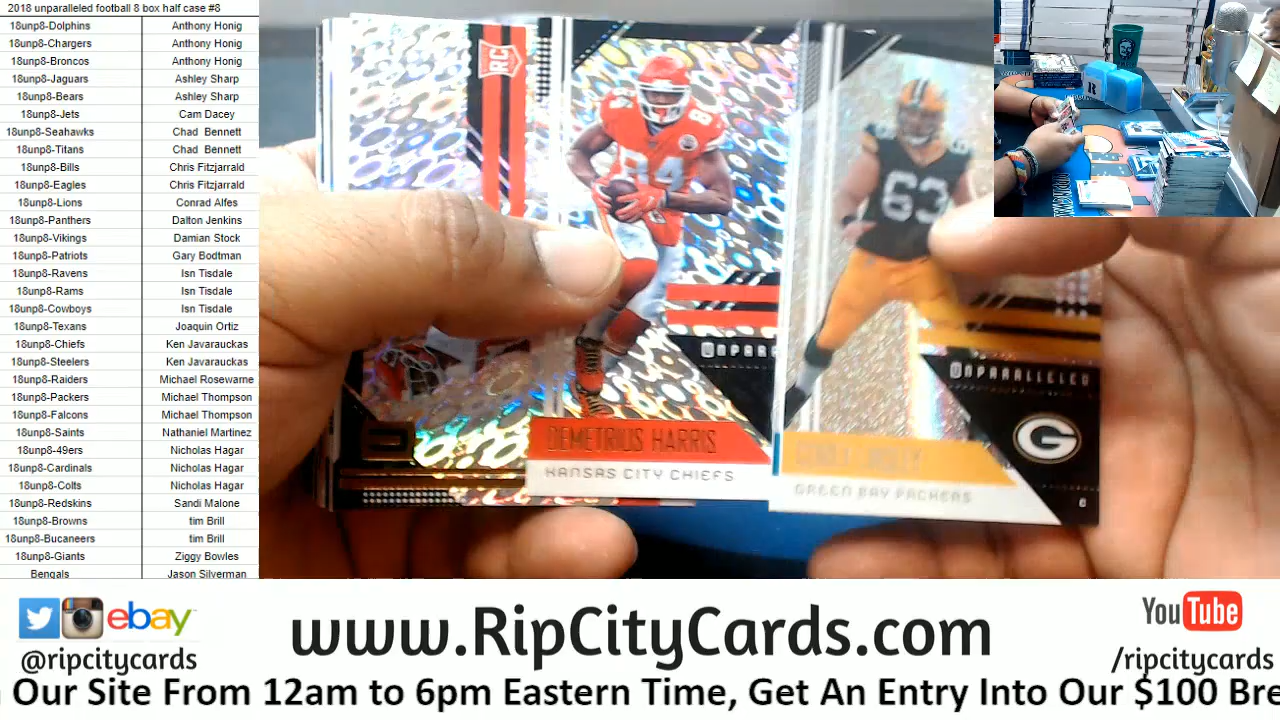 2018 unparalleled football 8 box half case #8
18unp8-Dolphins Anthony Honig
18unp8-Chargers Anthony Honig
18unp8-Broncos Anthony Honig
18unp8-Jaguars Ashley Sharp
18unp8-Bears Ashley Sharp
18unp8-Jets Cam Dacey
18unp8-Seahawks Chad Bennett
18unp8-Titans Chad Bennett
18unp8-Bills Chris Fitzjarrald
18unp8-Eagles Chris Fitzjarrald
18unp8-Lions Conrad Alfes
18unp8-Panthers Dalton Jenkins
18unp8-Vikings Damian Stock
18unp8-Patriots Gary Bodtman
18unp8-Ravens Isn Tisdale
18unp8-Rams Isn Tisdale
18unp8-Cowboys Isn Tisdale
18unp8-Texans Joaquin Ortiz
18unp8-Chiefs Ken Javarauckas
18unp8-Steelers Ken Javarauckas
18unp8-Raiders Michael Rosewarne
18unp8-Packers Michael Thompson
18unp8-Falcons Michael Thompson
18unp8-Saints Nathaniel Martinez
18unp8-49ers Nicholas Hagar
18unp8-Cardinals Nicholas Hagar
18unp8-Colts Nicholas Hagar
18unp8-Redskins Sandi Malone
18unp8-Browns tim Brill
18unp8-Bucaneers tim Brill
18unp8-Giants Ziggy Bowles
Bengals Jason Silverman
RC
84
84
63
UNPARA
DEMETRIUS HARRIS
KANSAS CITY CHIEFS
UNPARALLELED
G
GREEN BAY PACKERS
ebay
@ripcitycards
www.RipCityCards.com
YouTube
/ripcitycards
Our Site From 12am to 6pm Eastern Time, Get An Entry Into Our $100 Bre